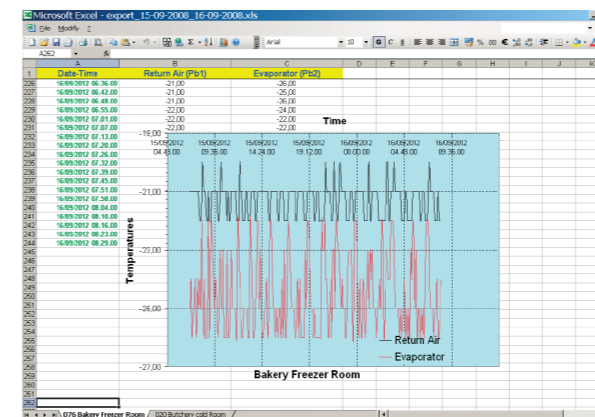 Microsoft Excel - export_15-09-2008_16-09-2008.xls
File Modify ?
Arial 10 G C S
A262 fx
A B C D E F G H I J K
1 Date-Time Return Air (Pb1) Evaporator (Pb2)
226 16/09/2012 06.36.00 -21,00 -26,00
227 16/09/2012 06.42.00 -21,00 -25,00
228 16/09/2012 06.48.00 -21,00 -26,00
229 16/09/2012 06.55.00 -22,00 -24,00
230 16/09/2012 07.01.00 -22,00 -22,00
231 16/09/2012 07.07.00 -22,00 -22,00
232 16/09/2012 07.13.00
233 16/09/2012 07.20.00
234 16/09/2012 07.26.00
235 16/09/2012 07.32.00
236 16/09/2012 07.39.00
237 16/09/2012 07.45.00
238 16/09/2012 07.51.00
239 16/09/2012 07.58.00
240 16/09/2012 08.04.00
241 16/09/2012 08.10.00
242 16/09/2012 08.16.00
243 16/09/2012 08.23.00
244 16/09/2012 08.29.00
245
246
247
248
249
250
251
252
253
254
255
256
257
258
259
260
261
262
Time
15/09/2012 15/09/2012 15/09/2012 15/09/2012 16/09/2012 16/09/2012 16/09/2012
04.48.00 09.36.00 14.24.00 19.12.00 00.00.00 04.48.00 09.36.00
Temperatures
-19,00
-21,00
-23,00
-26,00
-27,00
Return Air
Evaporator
Bakery Freezer Room
076 Bakery Freezer Room / 020 Butchery cold Room